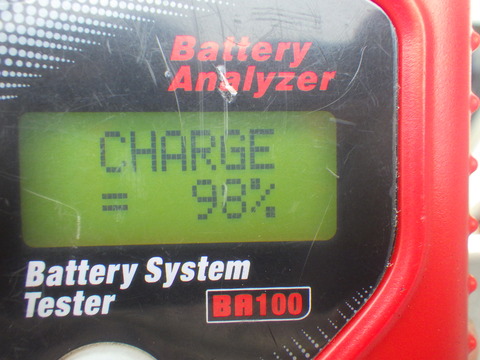 Battery
Analyzer
CHARGE
= 98%
Battery System
Tester
BA100